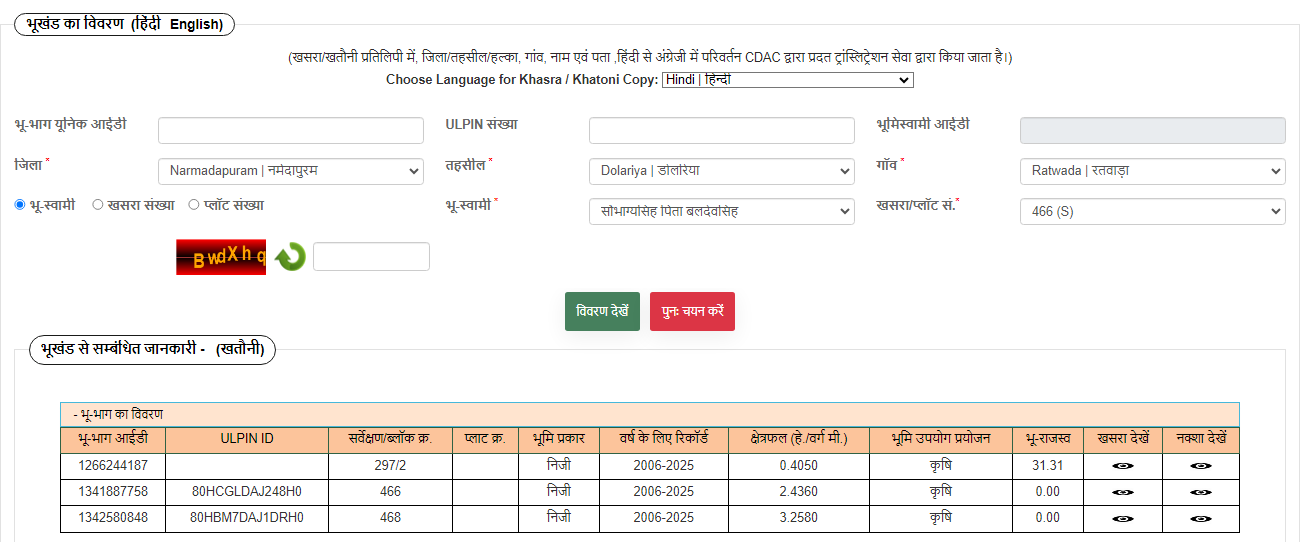 भूखंड का विवरण (हिंदी English)
(खसरा/खतौनी प्रतिलिपी में, जिला/तहसील/हल्का, गांव, नाम एवं पता ,हिंदी से अंग्रेजी में परिवर्तन CDAC द्वारा प्रदत ट्रांस्लिट्रेशन सेवा द्वारा किया जाता है।)
Choose Language for Khasra / Khatoni Copy: Hindi | हिन्दी
भू-भाग यूनिक आईडी ULPIN संख्या भूमिस्वामी आईडी
जिला * Narmadapuram | नर्मदापुरम तहसील * Dolariya | डोलरिया गाँव * Ratwada | रतवाड़ा
भू-स्वामी खसरा संख्या प्लॉट संख्या भू-स्वामी * सौभाग्यसिंह पिता बलदेवसिंह खसरा/प्लॉट सं.* 466 (S)
BwdXhq
विवरण देखें पुनः चयन करें
भूखंड से सम्बंधित जानकारी - (खतौनी)
- भू-भाग का विवरण
भू-भाग आईडी ULPIN ID सर्वेक्षण/ब्लॉक क्र. प्लाट क्र. भूमि प्रकार वर्ष के लिए रिकॉर्ड क्षेत्रफल (हे./वर्ग मी.) भूमि उपयोग प्रयोजन भू-राजस्व खसरा देखें नक्शा देखें
1266244187 297/2 निजी 2006-2025 0.4050 कृषि 31.31
1341887758 80HCGLDAJ248H0 466 निजी 2006-2025 2.4360 कृषि 0.00
1342580848 80HBM7DAJ1DRH0 468 निजी 2006-2025 3.2580 कृषि 0.00